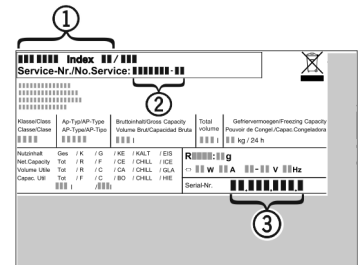 1
Index /
Service-Nr./No.Service: -
2
Klasse/Class Ap-Typ/AP-Type Bruttoinhalt/Gross Capacity Total Gefriervermoegen/Freezing Capacity
Classe/Clase AP-Type/AP-Tipo Volume Brut/Capacidad Bruta volume Pouvoir de Congel./Capac.Congeladora
l l kg / 24 h
Nutzinhalt Ges / K / G / KE / KALT / EIS R : g
Net.Capacity Tot / R / F / CE / CHILL / ICE
Volume Utile Tot / R / C / CA / CHILL / GLA W A - V Hz
Capac. Util Tot / F / C / BO / CHILL / HIE
l / l Serial-Nr. . . .
3